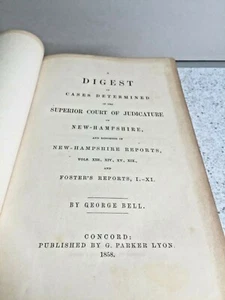 A
DIGEST
OF
CASES DETERMINED
IN THE
SUPERIOR COURT OF JUDICATURE
OF
NEW-HAMPSHIRE,
AND REPORTED IN
NEW-HAMPSHIRE REPORTS,
VOLS. XIII, XIV, XV, XIX,
AND
FOSTER'S REPORTS, I.-XI.
BY GEORGE BELL.
CONCORD:
PUBLISHED BY G. PARKER LYON.
1858.